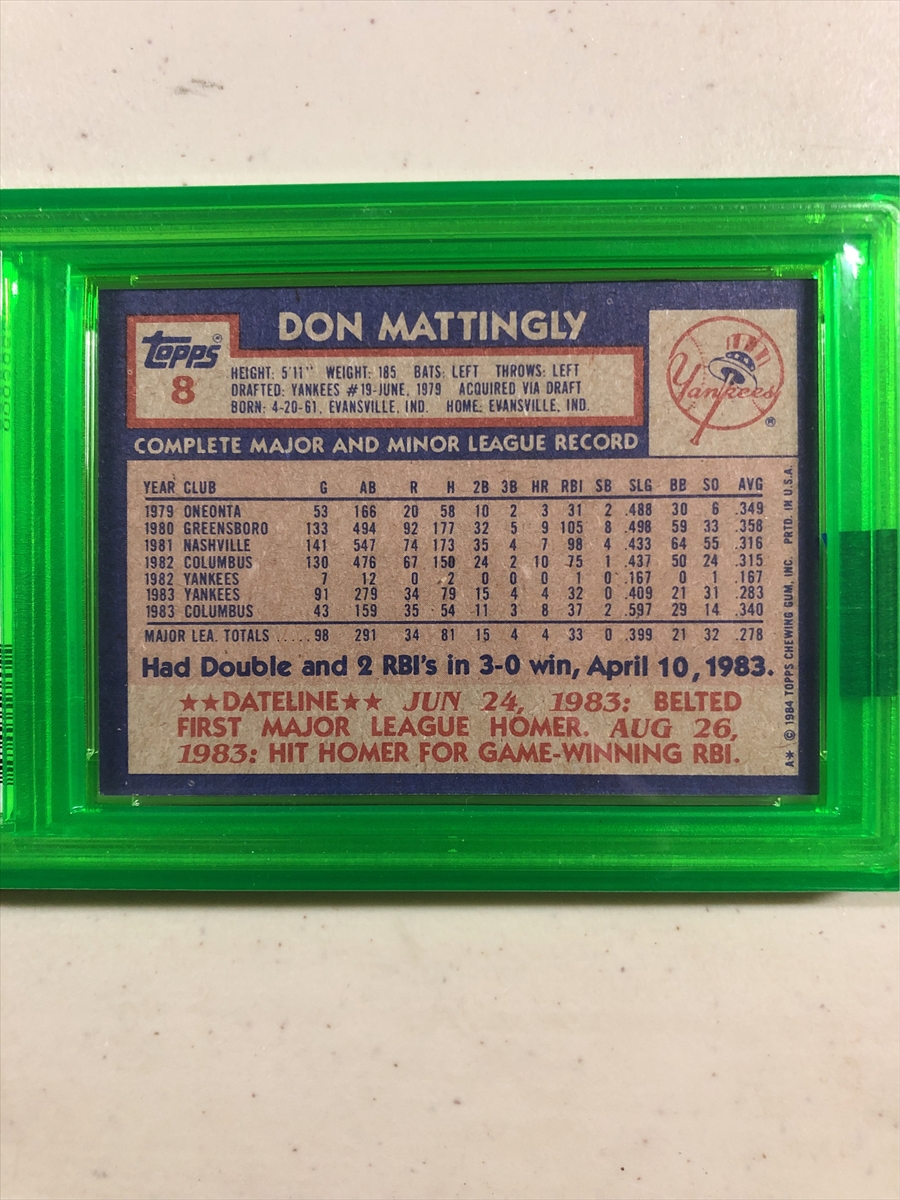 DON MATTINGLY
topps®
8
HEIGHT: 5'11" WEIGHT: 185 BATS: LEFT THROWS: LEFT
DRAFTED: YANKEES #19-JUNE, 1979 ACQUIRED VIA DRAFT
BORN: 4-20-61, EVANSVILLE, IND. HOME: EVANSVILLE, IND.
Yankees
®
COMPLETE MAJOR AND MINOR LEAGUE RECORD
YEAR CLUB G AB R H 2B 3B HR RBI SB SLG BB SO AVG
1979 ONEONTA 53 166 20 58 10 2 3 31 2 .488 30 6 .349
1980 GREENSBORO 133 494 92 177 32 5 9 105 8 .498 59 33 .358
1981 NASHVILLE 141 547 74 173 35 4 7 98 4 .433 64 55 .316
1982 COLUMBUS 130 476 67 150 24 2 10 75 1 .437 50 24 .315
1982 YANKEES 7 12 0 2 0 0 0 1 0 .167 0 1 .167
1983 YANKEES 91 279 34 79 15 4 4 32 0 .409 21 31 .283
1983 COLUMBUS 43 159 35 54 11 3 8 37 2 .597 29 14 .340
MAJOR LEA. TOTALS ..... 98 291 34 81 15 4 4 33 0 .399 21 32 .278
Had Double and 2 RBI's in 3-0 win, April 10, 1983.
★★DATELINE★★ JUN 24, 1983: BELTED
FIRST MAJOR LEAGUE HOMER. AUG 26,
1983: HIT HOMER FOR GAME-WINNING RBI.
A* © 1984 TOPPS CHEWING GUM, INC. PRTD. IN U.S.A.